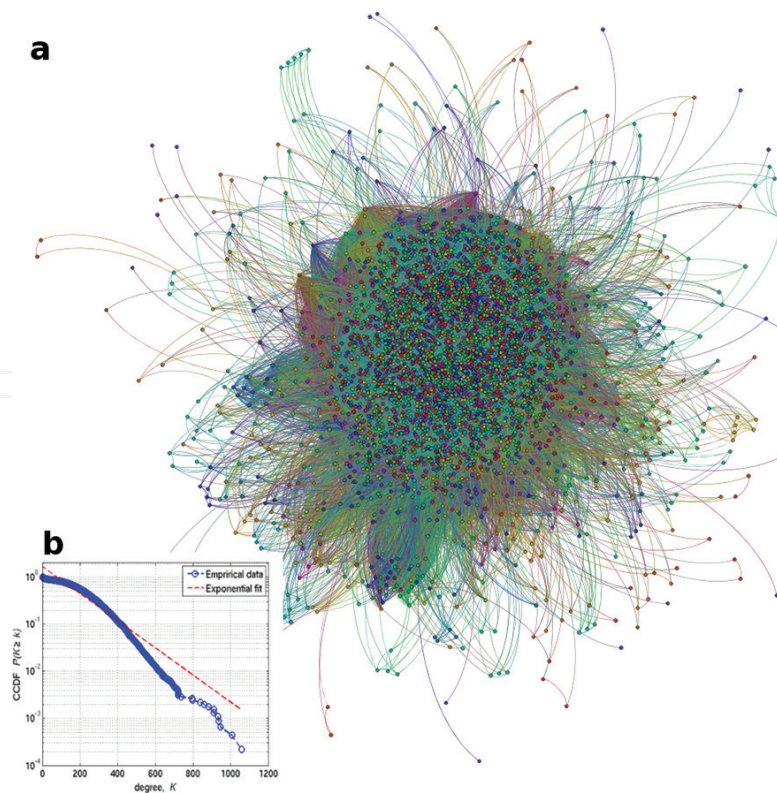 a
b
Emprirical data
Exponential fit
CCDF P(K≥ k)
10^0
10^-1
10^-2
10^-3
10^-4
0 200 400 600 800 1000 1200
degree, K